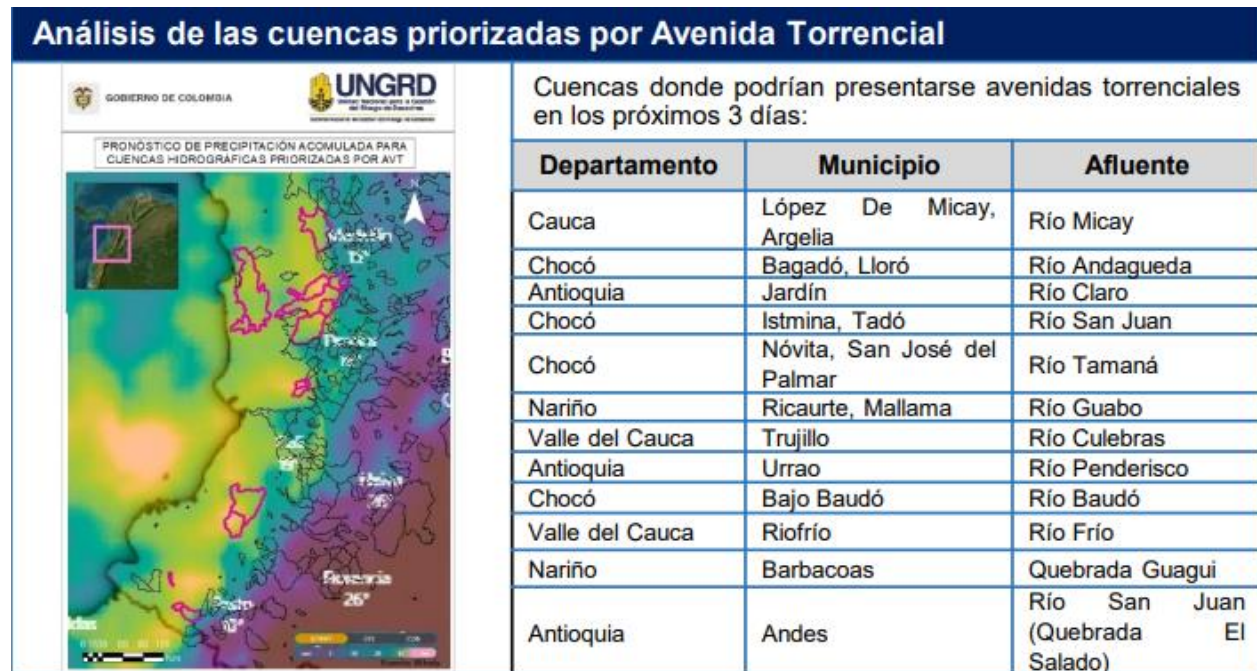 Análisis de las cuencas priorizadas por Avenida Torrencial
GOBIERNO DE COLOMBIA
UNGRD
PRONÓSTICO DE PRECIPITACIÓN ACOMULADA PARA
CUENCAS HIDROGRÁFICAS PRIORIZADAS POR AVT
N
26°
Cuencas donde podrían presentarse avenidas torrenciales
en los próximos 3 días:
Departamento Municipio Afluente
Cauca López De Micay, Argelia Río Micay
Chocó Bagadó, Lloró Río Andagueda
Antioquia Jardín Río Claro
Chocó Istmina, Tadó Río San Juan
Chocó Nóvita, San José del Palmar Río Tamaná
Nariño Ricaurte, Mallama Río Guabo
Valle del Cauca Trujillo Río Culebras
Antioquia Urrao Río Penderisco
Chocó Bajo Baudó Río Baudó
Valle del Cauca Riofrío Río Frío
Nariño Barbacoas Quebrada Guagui
Antioquia Andes Río San Juan (Quebrada El Salado)